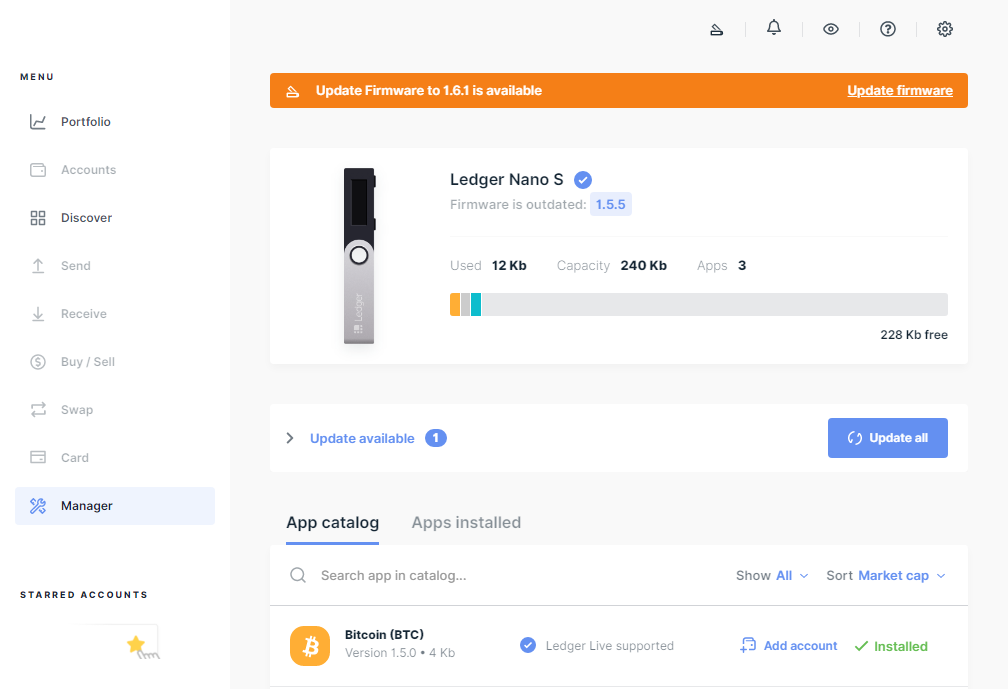 MENU
Portfolio
Accounts
Discover
Send
Receive
Buy / Sell
Swap
Card
Manager
STARRED ACCOUNTS
Update Firmware to 1.6.1 is available
Update firmware
Ledger
Ledger Nano S
Firmware is outdated: 1.5.5
Used 12 Kb Capacity 240 Kb Apps 3
228 Kb free
Update available 1
Update all
App catalog Apps installed
Search app in catalog...
Show All Sort Market cap
Bitcoin (BTC)
Version 1.5.0 • 4 Kb
Ledger Live supported
Add account
Installed